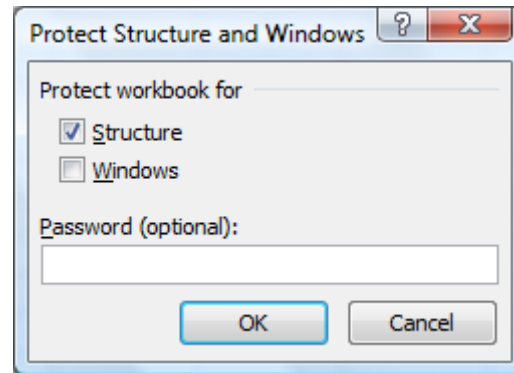 Protect Structure and Windows
Protect workbook for
Structure
Windows
Password (optional):
OK
Cancel